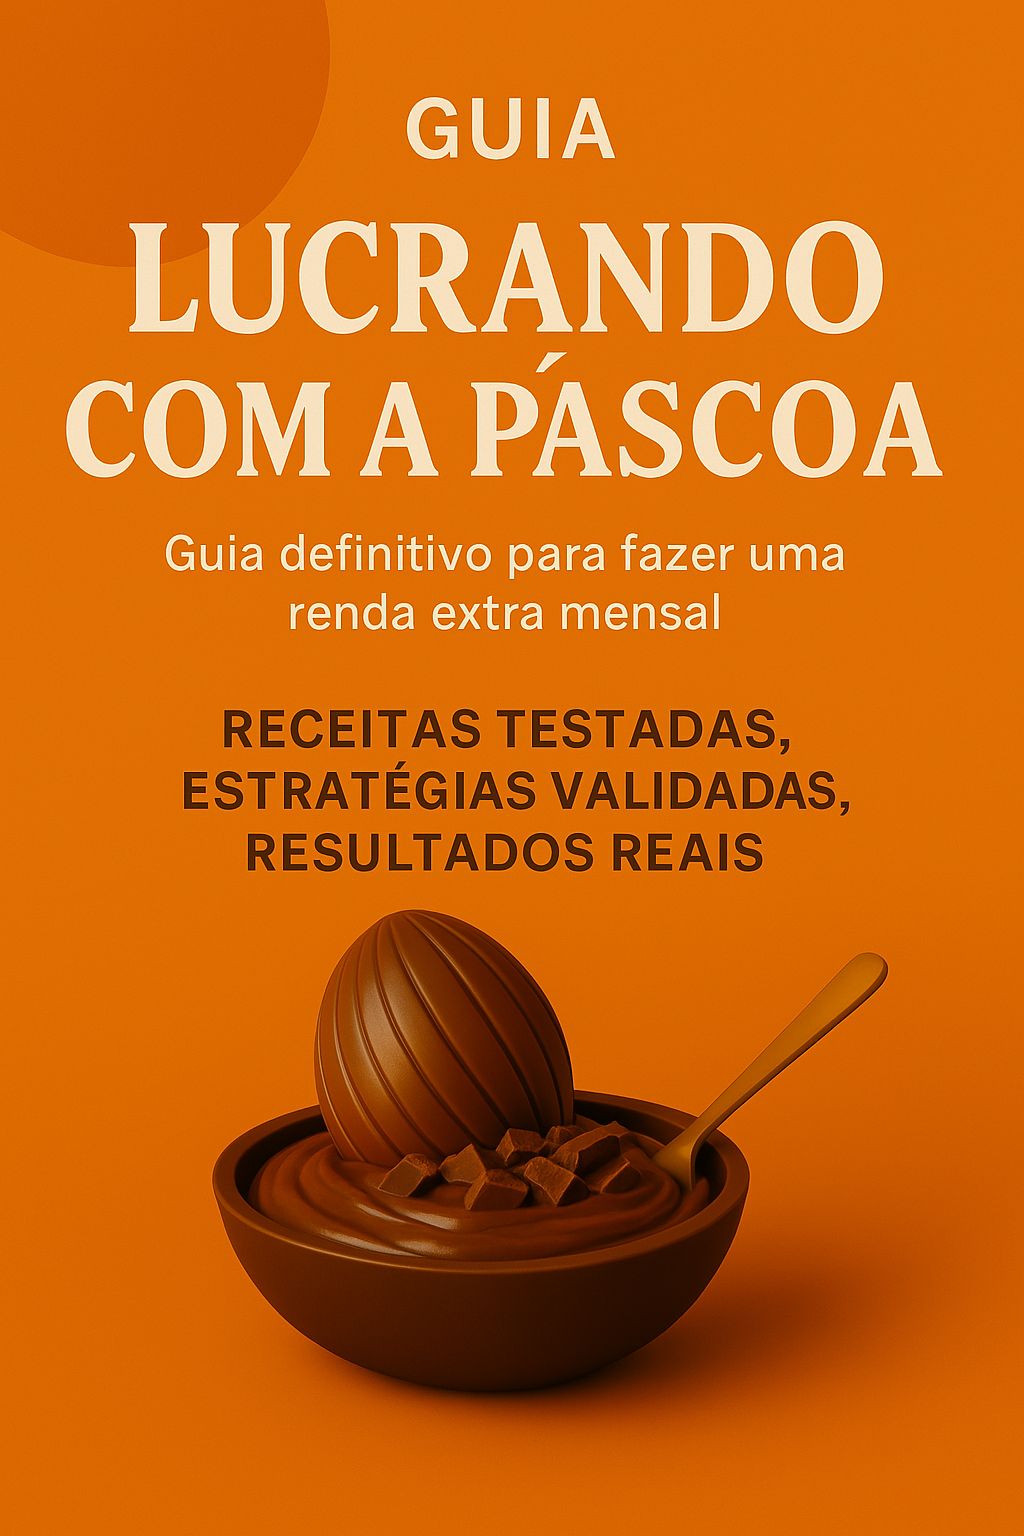 GUIA
LUCRANDO
COM A PÁSCOA
Guia definitivo para fazer uma
renda extra mensal
RECEITAS TESTADAS,
ESTRATÉGIAS VALIDADAS,
RESULTADOS REAIS